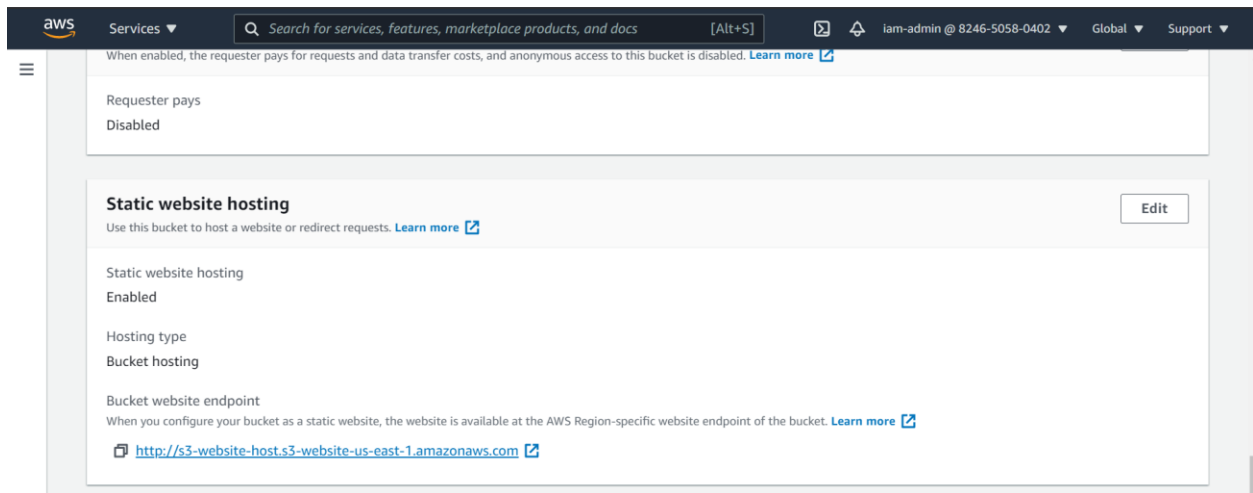 aws Services ▼ Search for services, features, marketplace products, and docs [Alt+S] iam-admin @ 8246-5058-0402 ▼ Global ▼ Support ▼
When enabled, the requester pays for requests and data transfer costs, and anonymous access to this bucket is disabled. Learn more
Requester pays
Disabled
Static website hosting
Edit
Use this bucket to host a website or redirect requests. Learn more
Static website hosting
Enabled
Hosting type
Bucket hosting
Bucket website endpoint
When you configure your bucket as a static website, the website is available at the AWS Region-specific website endpoint of the bucket. Learn more
http://s3-website-host.s3-website-us-east-1.amazonaws.com